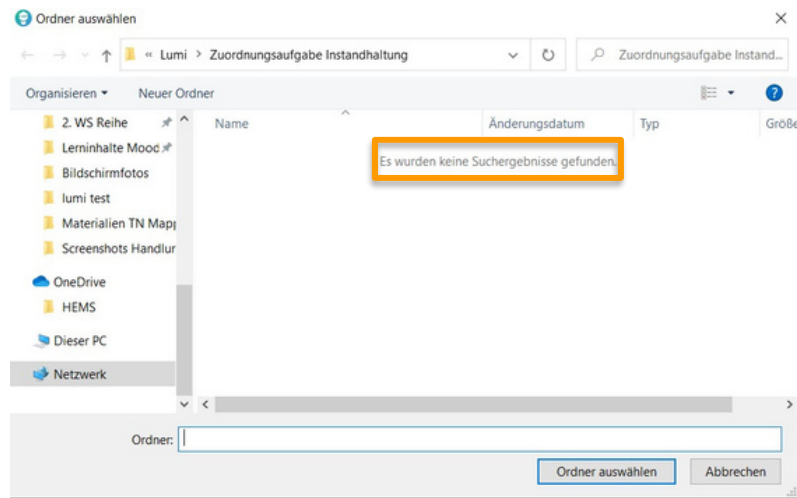 Ordner auswählen
« Lumi > Zuordnungsaufgabe Instandhaltung
Zuordnungsaufgabe Instand...
Organisieren
Neuer Ordner
Name
Änderungsdatum
Typ
Größe
Es wurden keine Suchergebnisse gefunden.
2. WS Reihe
Lerninhalte Mood
Bildschirmfotos
lumi test
Materialien TN Mapp
Screenshots Handlur
OneDrive
HEMS
Dieser PC
Netzwerk
Ordner:
Ordner auswählen
Abbrechen